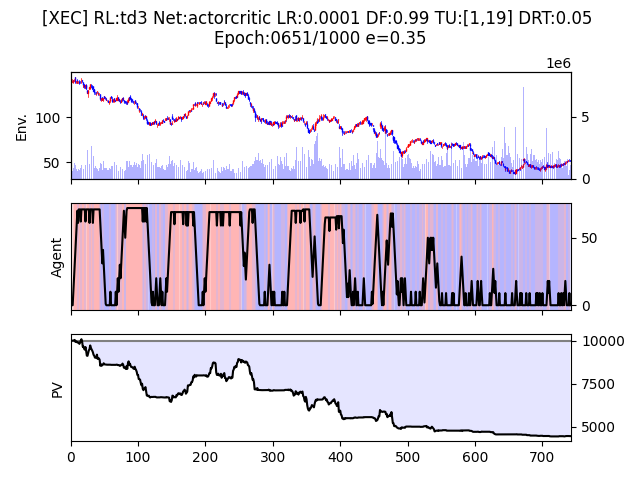 [XEC] RL:td3 Net:actorcritic LR:0.0001 DF:0.99 TU:[1,19] DRT:0.05
Epoch:0651/1000 e=0.35
1e6
Env.
100
50
5
0
Agent
50
0
PV
10000
7500
5000
0 100 200 300 400 500 600 700